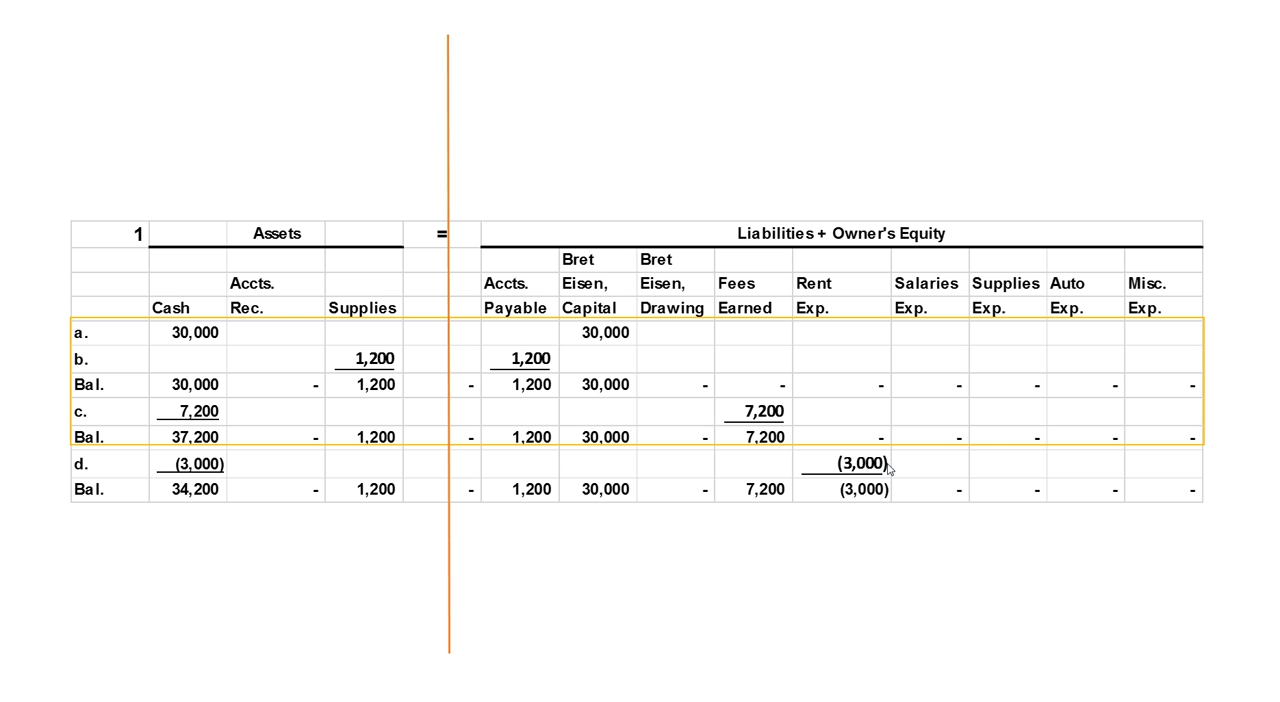 1 Assets = Liabilities + Owner's Equity
Bret Bret
Accts. Accts. Eisen, Eisen, Fees Rent Salaries Supplies Auto Misc.
Cash Rec. Supplies Payable Capital Drawing Earned Exp. Exp. Exp. Exp. Exp.
a. 30,000 30,000
b. 1,200 1,200
Bal. 30,000 - 1,200 - 1,200 30,000 - - - - - - -
c. 7,200 7,200
Bal. 37,200 - 1,200 - 1,200 30,000 - 7,200 - - - - -
d. (3,000) (3,000)
Bal. 34,200 - 1,200 - 1,200 30,000 - 7,200 (3,000) - - - -